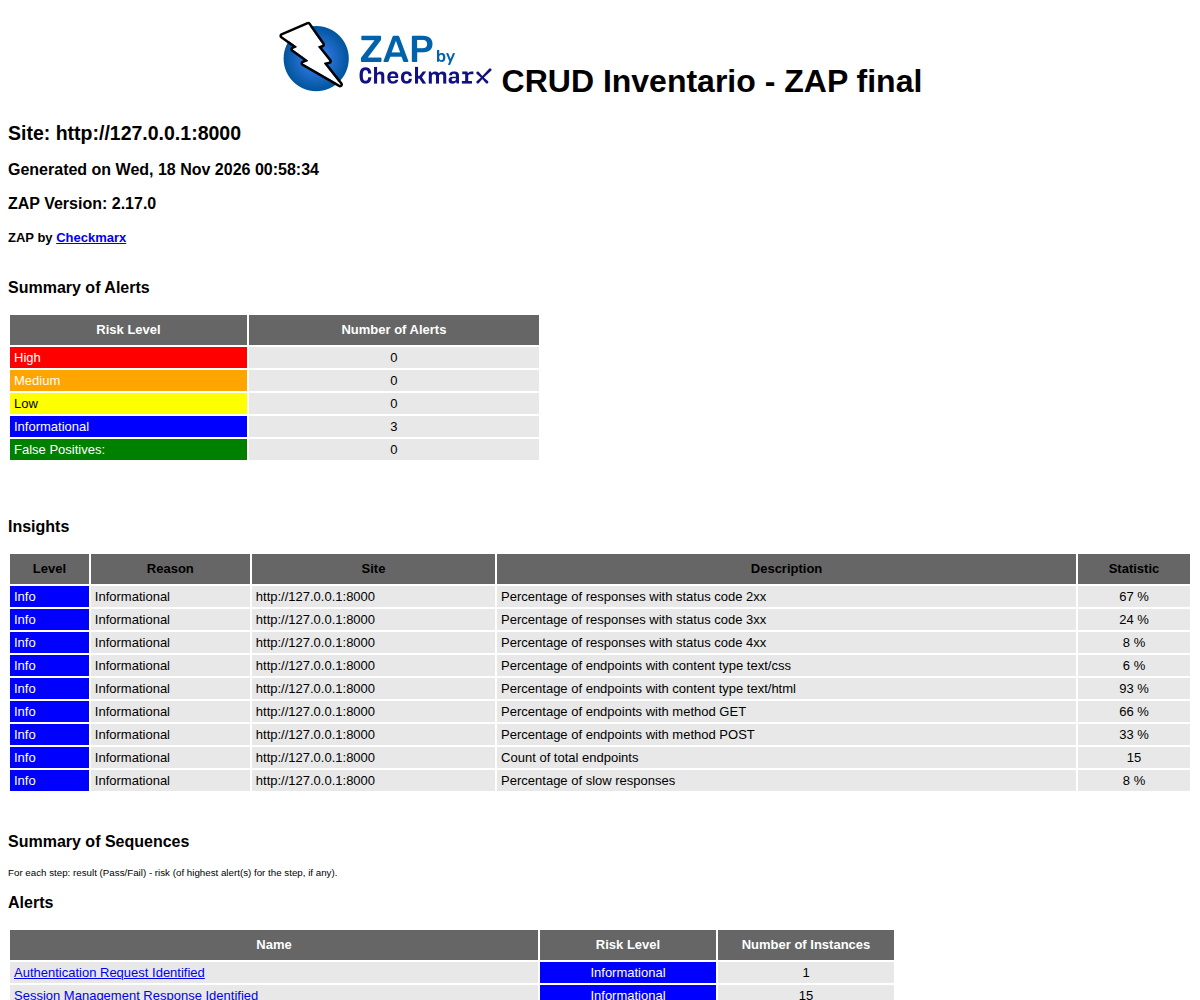 ZAP by
Checkmarx CRUD Inventario - ZAP final
Site: http://127.0.0.1:8000
Generated on Wed, 18 Nov 2026 00:58:34
ZAP Version: 2.17.0
ZAP by Checkmarx
Summary of Alerts
Risk Level Number of Alerts
High 0
Medium 0
Low 0
Informational 3
False Positives: 0
Insights
Level Reason Site Description Statistic
Info Informational http://127.0.0.1:8000 Percentage of responses with status code 2xx 67 %
Info Informational http://127.0.0.1:8000 Percentage of responses with status code 3xx 24 %
Info Informational http://127.0.0.1:8000 Percentage of responses with status code 4xx 8 %
Info Informational http://127.0.0.1:8000 Percentage of endpoints with content type text/css 6 %
Info Informational http://127.0.0.1:8000 Percentage of endpoints with content type text/html 93 %
Info Informational http://127.0.0.1:8000 Percentage of endpoints with method GET 66 %
Info Informational http://127.0.0.1:8000 Percentage of endpoints with method POST 33 %
Info Informational http://127.0.0.1:8000 Count of total endpoints 15
Info Informational http://127.0.0.1:8000 Percentage of slow responses 8 %
Summary of Sequences
For each step: result (Pass/Fail) - risk (of highest alert(s) for the step, if any).
Alerts
Name Risk Level Number of Instances
Authentication Request Identified Informational 1
Session Management Response Identified Informational 15